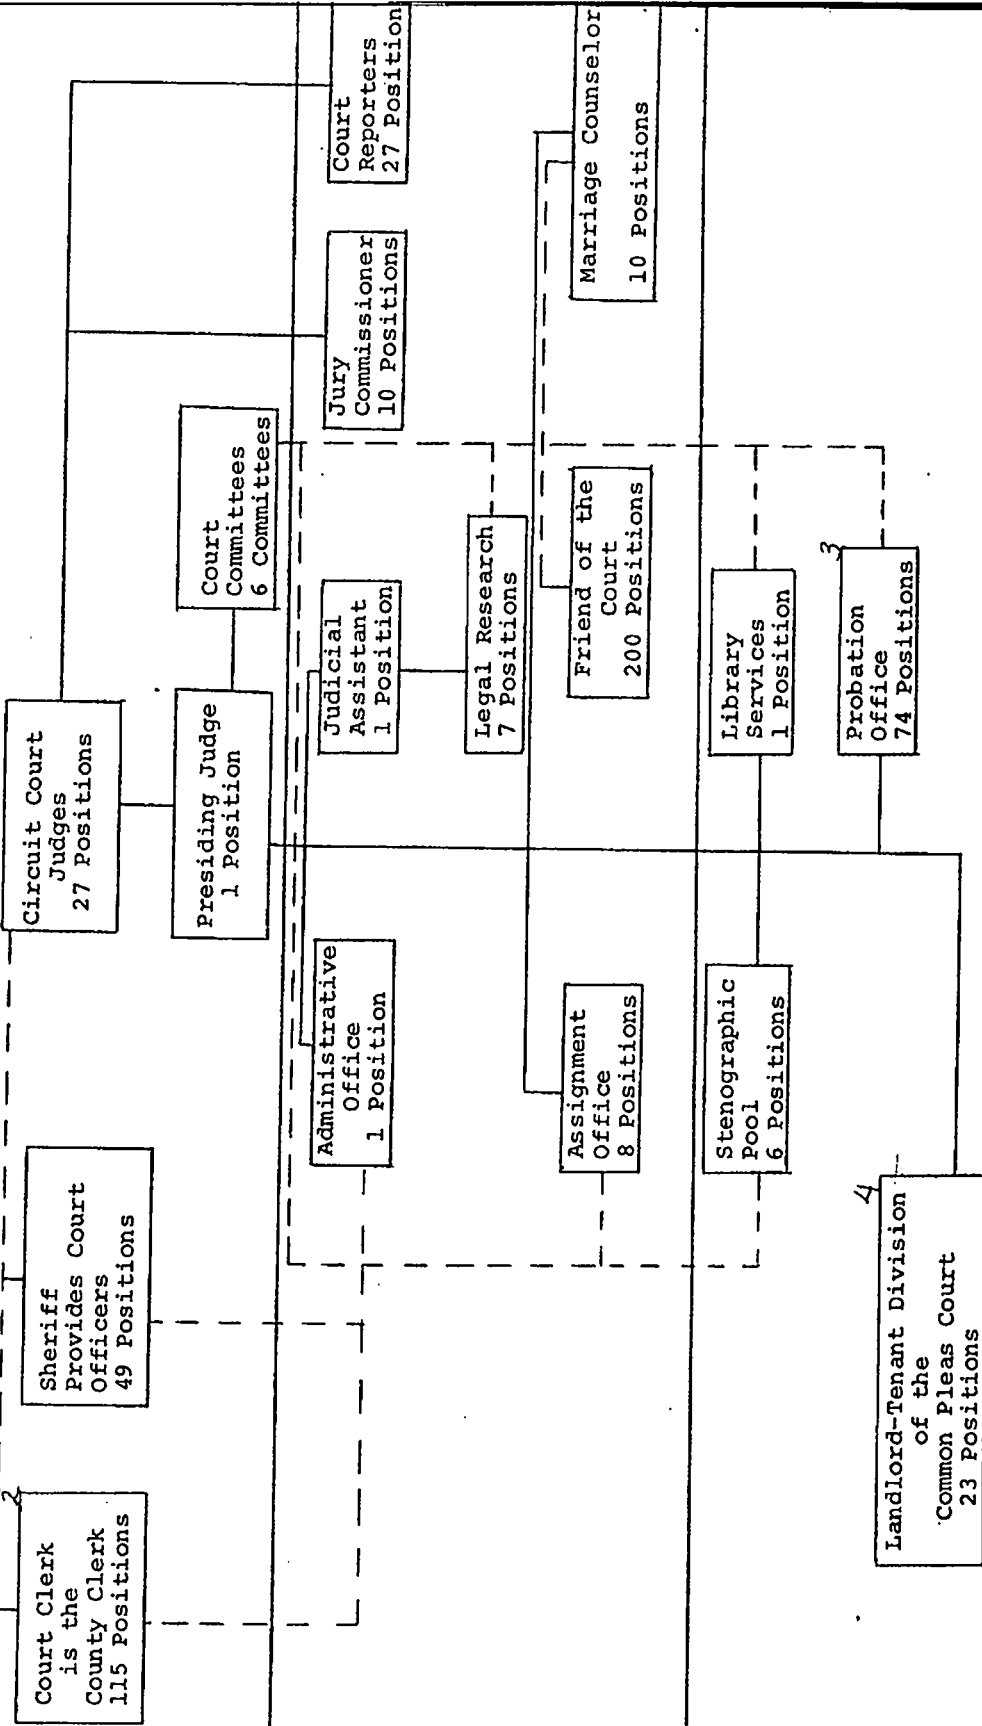 2
Court Clerk
is the
County Clerk
115 Positions
Sheriff
Provides Court
Officers
49 Positions
Circuit Court
Judges
27 Positions
Presiding Judge
1 Position
Court
Committees
6 Committees
Administrative
Office
1 Position
Judicial
Assistant
1 Position
Jury
Commissioner
10 Positions
Court
Reporters
27 Position
Legal Research
7 Positions
Assignment
Office
8 Positions
Friend of the
Court
200 Positions
Marriage Counselor
10 Positions
Stenographic
Pool
6 Positions
Library
Services
1 Position
3
Probation
Office
74 Positions
4
Landlord-Tenant Division
of the
Common Pleas Court
23 Positions